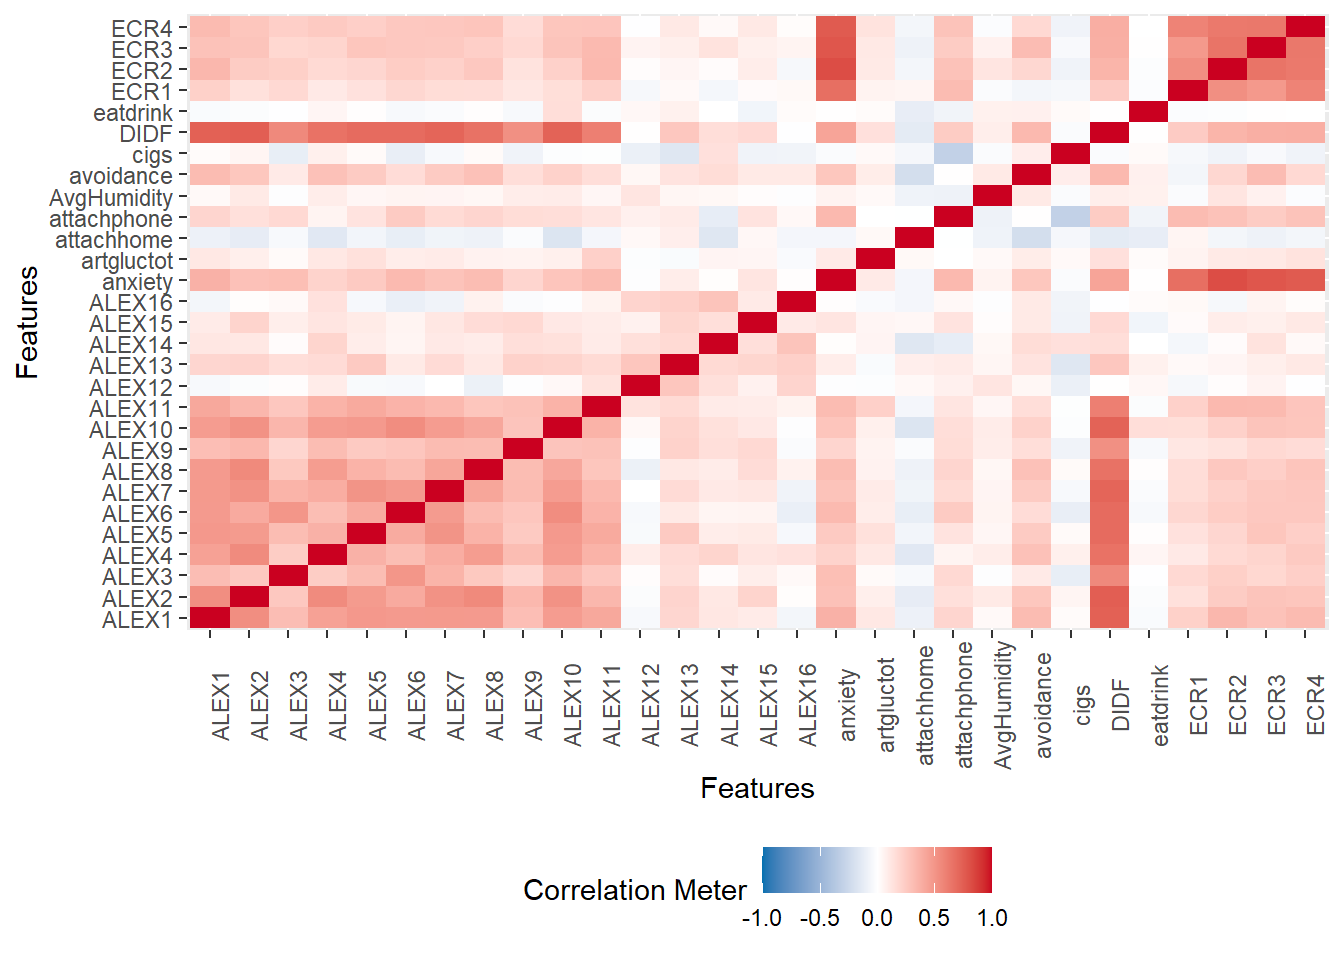 ECR4
ECR3
ECR2
ECR1
eatdrink
DIDF
cigs
avoidance
AvgHumidity
attachphone
attachhome
artgluctot
anxiety
ALEX16
ALEX15
ALEX14
ALEX13
ALEX12
ALEX11
ALEX10
ALEX9
ALEX8
ALEX7
ALEX6
ALEX5
ALEX4
ALEX3
ALEX2
ALEX1
Features
ALEX1
ALEX2
ALEX3
ALEX4
ALEX5
ALEX6
ALEX7
ALEX8
ALEX9
ALEX10
ALEX11
ALEX12
ALEX13
ALEX14
ALEX15
ALEX16
anxiety
artgluctot
attachhome
attachphone
AvgHumidity
avoidance
cigs
DIDF
eatdrink
ECR1
ECR2
ECR3
ECR4
Features
Correlation Meter
-1.0 -0.5 0.0 0.5 1.0